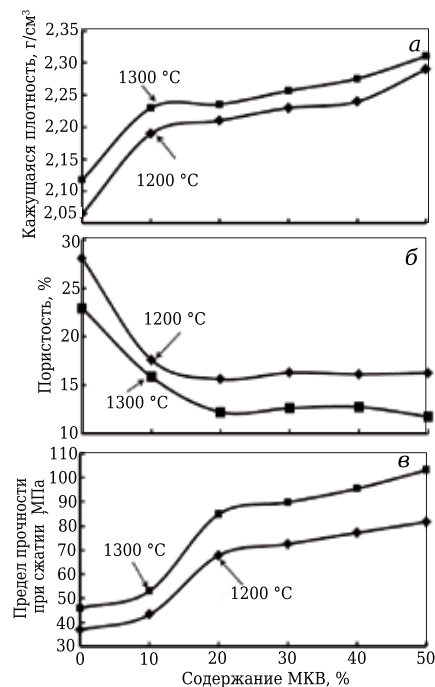 Кажущаяся плотность, г/см³
2,35
2,30
2,25
2,20
2,15
2,10
2,05
а
1300 °C
1200 °C
Пористость, %
30
25
20
15
10
б
1200 °C
1300 °C
Предел прочности
при сжатии ,МПа
110
100
90
80
70
60
50
40
30
в
1300 °C
1200 °C
0 10 20 30 40 50
Содержание МКВ, %